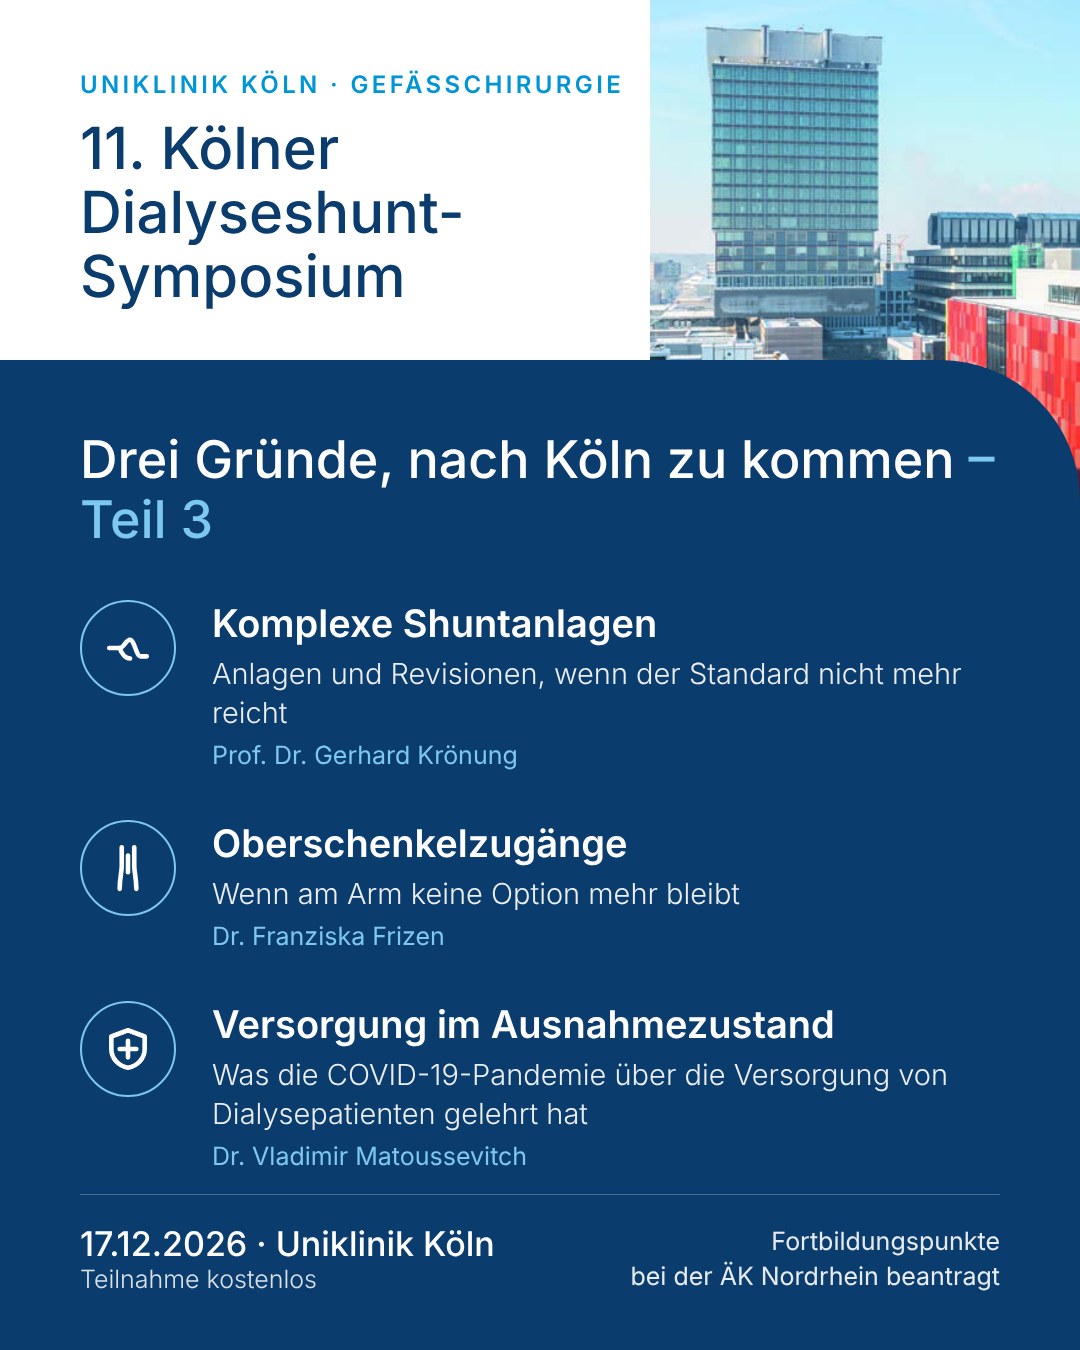 UNIKLINIK KÖLN · GEFÄSSCHIRURGIE
11. Kölner
Dialyseshunt-
Symposium
Drei Gründe, nach Köln zu kommen –
Teil 3
Komplexe Shuntanlagen
Anlagen und Revisionen, wenn der Standard nicht mehr
reicht
Prof. Dr. Gerhard Krönung
Oberschenkelzugänge
Wenn am Arm keine Option mehr bleibt
Dr. Franziska Frizen
Versorgung im Ausnahmezustand
Was die COVID-19-Pandemie über die Versorgung von
Dialysepatienten gelehrt hat
Dr. Vladimir Matoussevitch
17.12.2026 · Uniklinik Köln
Teilnahme kostenlos
Fortbildungspunkte
bei der ÄK Nordrhein beantragt